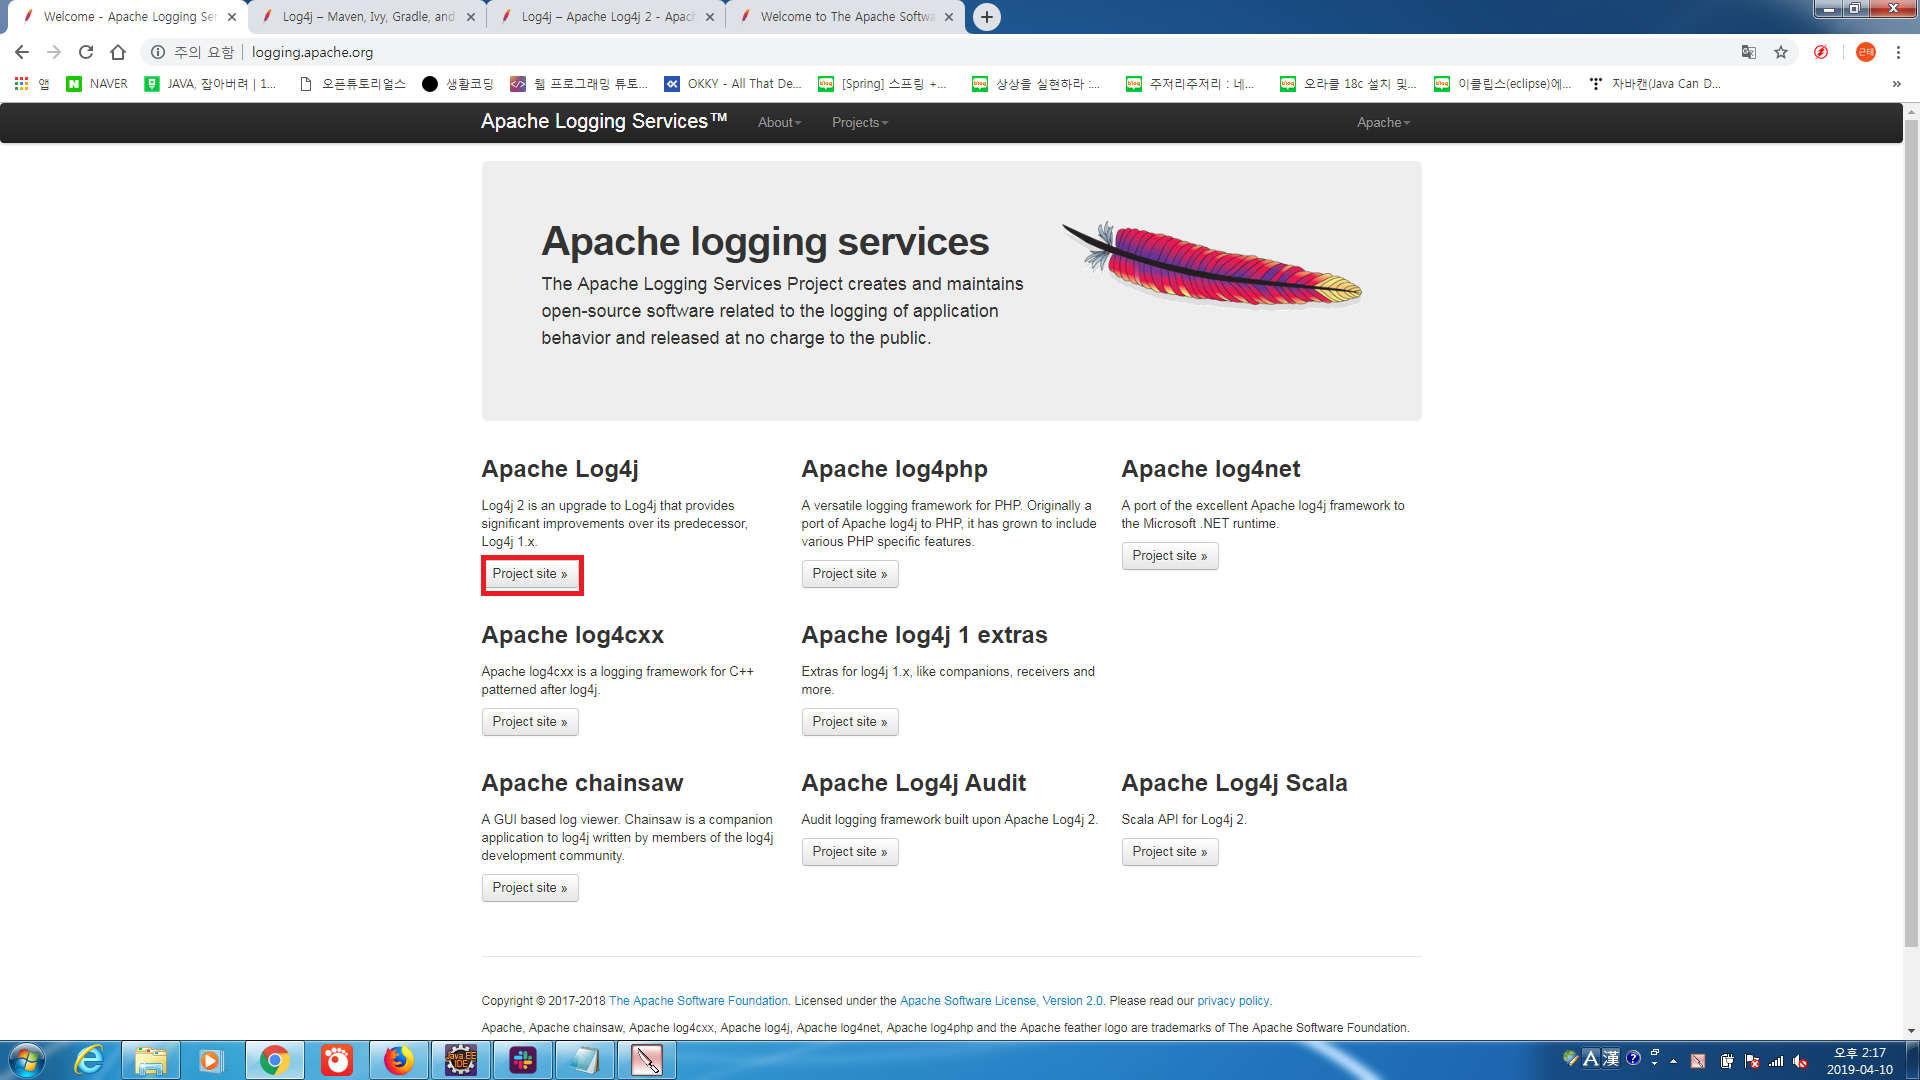 Welcome - Apache Logging Ser
Log4j – Maven, Ivy, Gradle, and
Log4j – Apache Log4j 2 - Apach
Welcome to The Apache Softwa
주의 요함
logging.apache.org
근태
앱
NAVER
JAVA, 잡아버려 | 1...
오픈튜토리얼스
생활코딩
웹 프로그래밍 튜토...
OKKY - All That De...
[Spring] 스프링 +...
상상을 실현하라 :...
주저리주저리 : 네...
오라클 18c 설치 및...
이클립스(eclipse)에...
자바캔(Java Can D...
»
Apache Logging Services™
About
Projects
Apache
Apache logging services
The Apache Logging Services Project creates and maintains
open-source software related to the logging of application
behavior and released at no charge to the public.
Apache Log4j
Log4j 2 is an upgrade to Log4j that provides
significant improvements over its predecessor,
Log4j 1.x.
Project site »
Apache log4php
A versatile logging framework for PHP. Originally a
port of Apache log4j to PHP, it has grown to include
various PHP specific features.
Project site »
Apache log4net
A port of the excellent Apache log4j framework to
the Microsoft .NET runtime.
Project site »
Apache log4cxx
Apache log4cxx is a logging framework for C++
patterned after log4j.
Project site »
Apache log4j 1 extras
Extras for log4j 1.x, like companions, receivers and
more.
Project site »
Apache chainsaw
A GUI based log viewer. Chainsaw is a companion
application to log4j written by members of the log4j
development community.
Project site »
Apache Log4j Audit
Audit logging framework built upon Apache Log4j 2.
Project site »
Apache Log4j Scala
Scala API for Log4j 2.
Project site »
Copyright © 2017-2018 The Apache Software Foundation. Licensed under the Apache Software License, Version 2.0. Please read our privacy policy.
Apache, Apache chainsaw, Apache log4cxx, Apache log4j, Apache log4net, Apache log4php and the Apache feather logo are trademarks of The Apache Software Foundation.
Java EE
IDE
A 漢
오후 2:17
2019-04-10